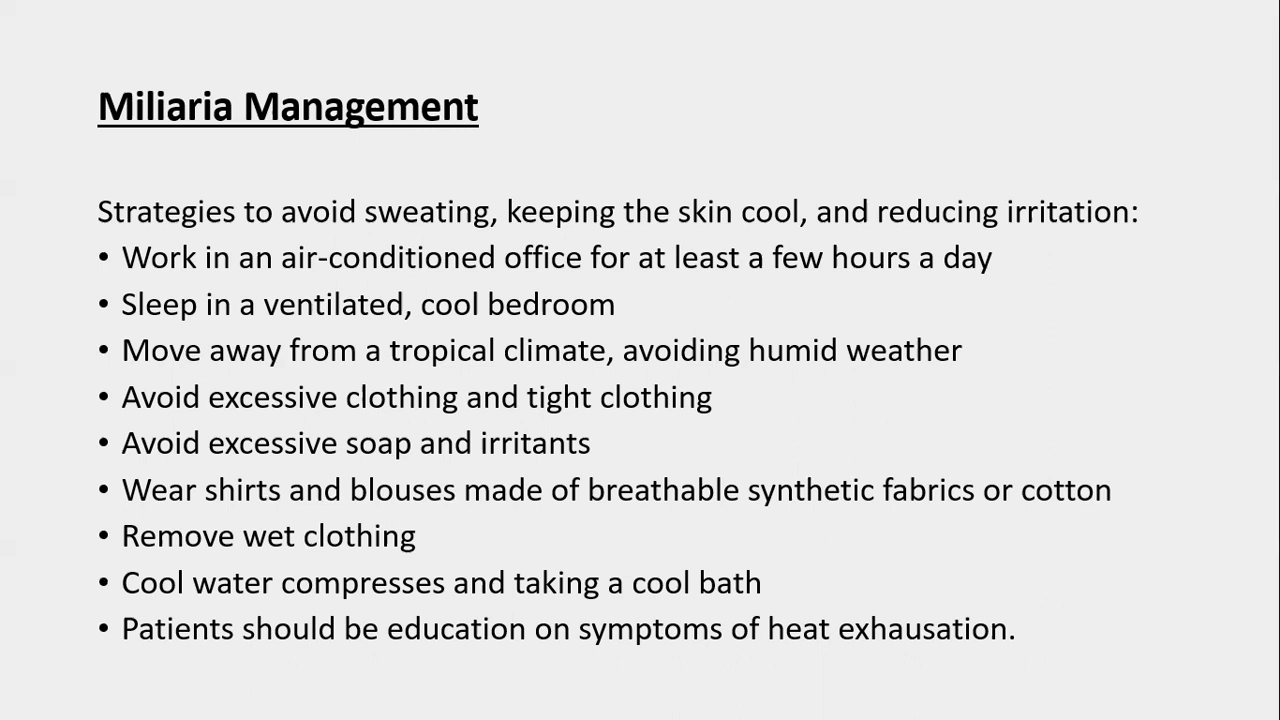 Miliaria Management
Strategies to avoid sweating, keeping the skin cool, and reducing irritation:
• Work in an air-conditioned office for at least a few hours a day
• Sleep in a ventilated, cool bedroom
• Move away from a tropical climate, avoiding humid weather
• Avoid excessive clothing and tight clothing
• Avoid excessive soap and irritants
• Wear shirts and blouses made of breathable synthetic fabrics or cotton
• Remove wet clothing
• Cool water compresses and taking a cool bath
• Patients should be education on symptoms of heat exhausation.